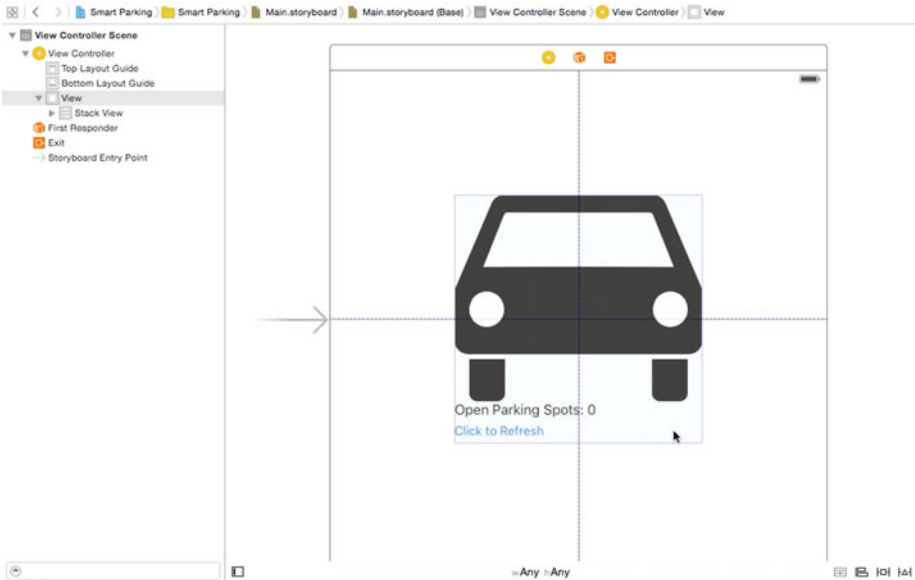 Smart Parking Smart Parking Main.storyboard Main.storyboard (Base) View Controller Scene View Controller View
View Controller Scene
View Controller
Top Layout Guide
Bottom Layout Guide
View
Stack View
First Responder
Exit
Storyboard Entry Point
Open Parking Spots: 0
Click to Refresh
wAny hAny